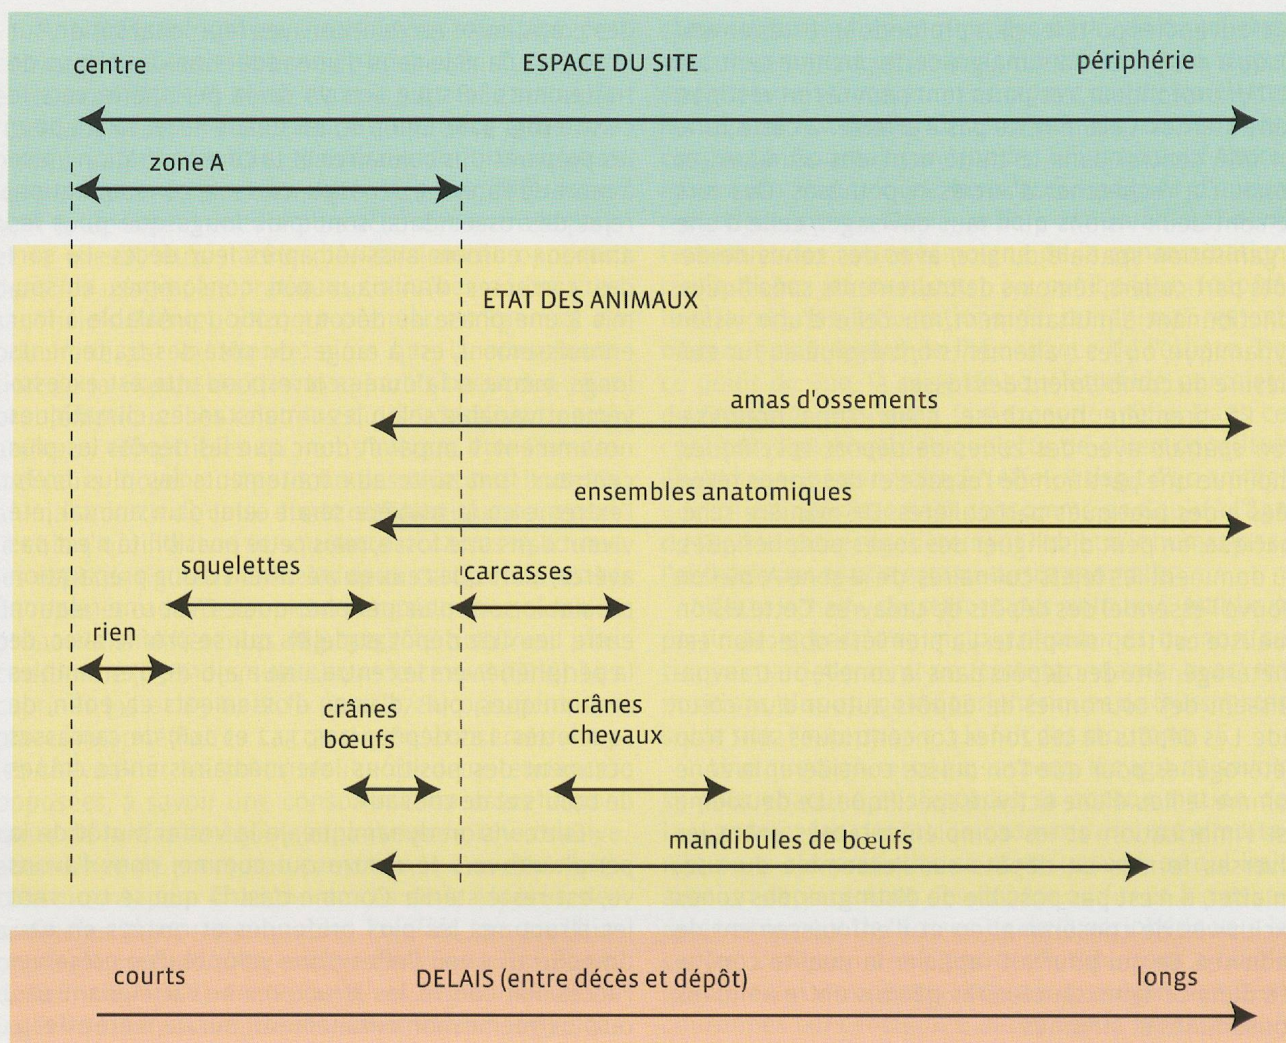 centre
ESPACE DU SITE
périphérie
zone A
ETAT DES ANIMAUX
amas d'ossements
ensembles anatomiques
squelettes
carcasses
rien
crânes
bœufs
crânes
chevaux
mandibules de bœufs
courts
DELAIS (entre décès et dépôt)
longs